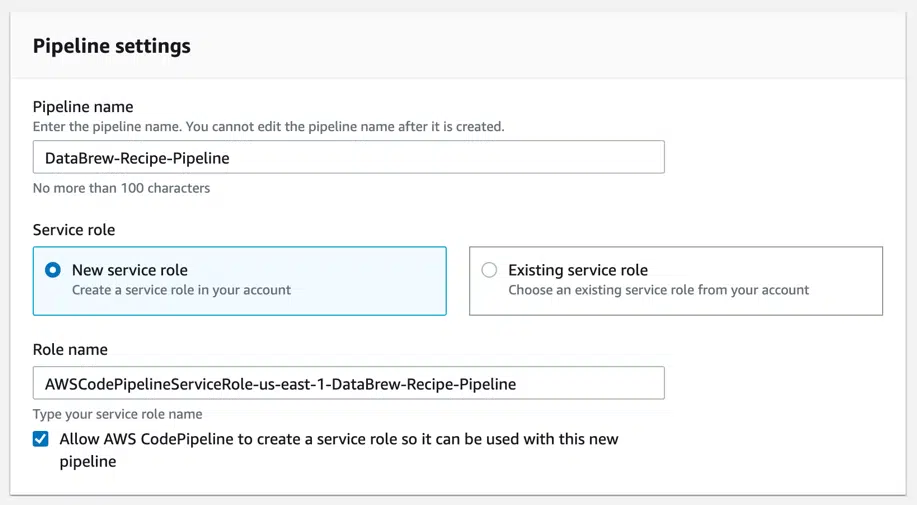 Pipeline settings
Pipeline name
Enter the pipeline name. You cannot edit the pipeline name after it is created.
DataBrew-Recipe-Pipeline
No more than 100 characters
Service role
New service role
Create a service role in your account
Existing service role
Choose an existing service role from your account
Role name
AWSCodePipelineServiceRole-us-east-1-DataBrew-Recipe-Pipeline
Type your service role name
Allow AWS CodePipeline to create a service role so it can be used with this new
pipeline